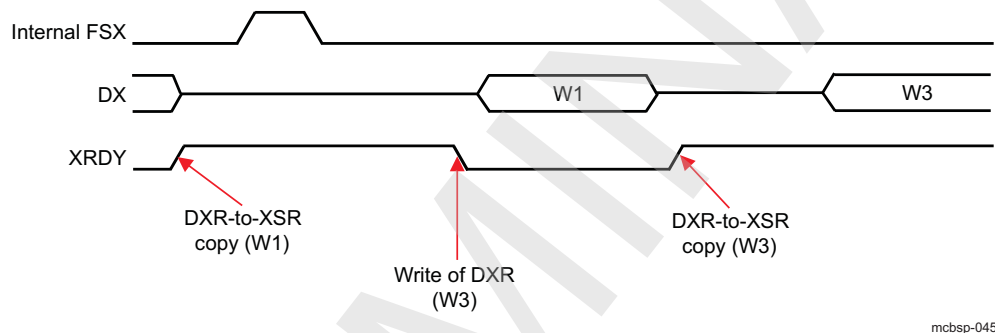 Internal FSX
DX
W1
W3
XRDY
DXR-to-XSR
copy (W1)
Write of DXR
(W3)
DXR-to-XSR
copy (W3)
mcbsp-045